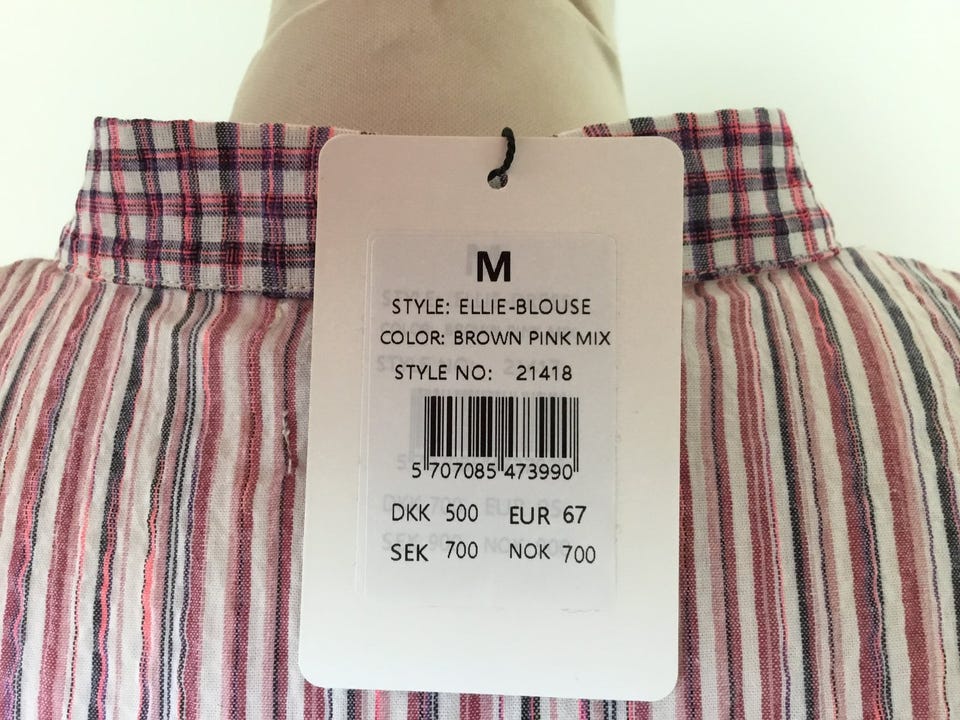 M
STYLE: ELLIE-BLOUSE
COLOR: BROWN PINK MIX
STYLE NO: 21418
5 707085 473990
DKK 500 EUR 67
SEK 700 NOK 700